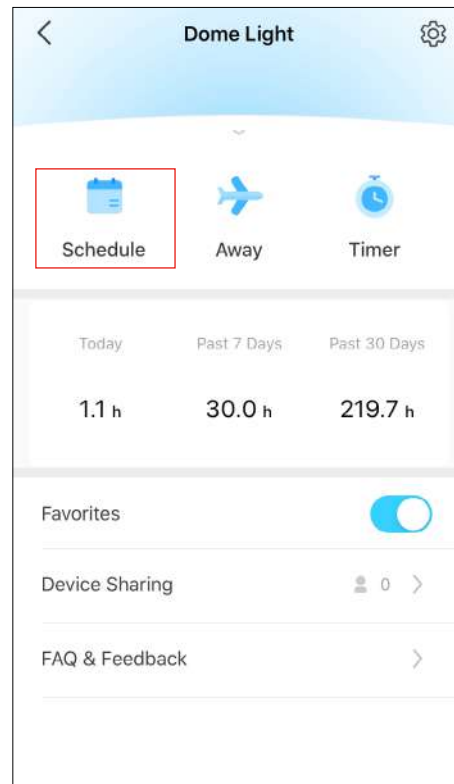 Dome Light
Schedule Away Timer
Today Past 7 Days Past 30 Days
1.1 h 30.0 h 219.7 h
Favorites
Device Sharing 0
FAQ & Feedback